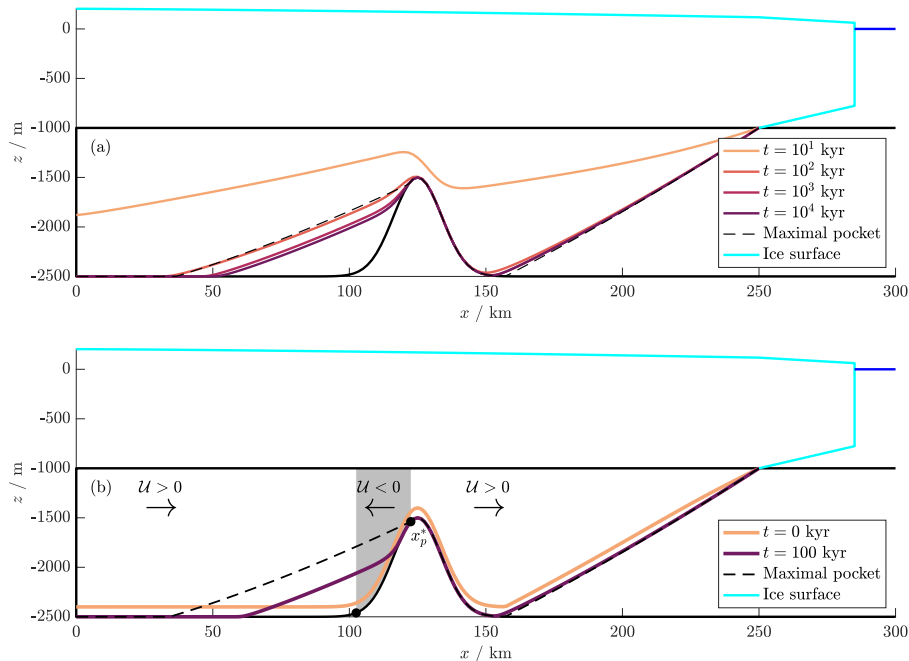 0
-500
-1000
-1500
-2000
-2500
z / m
(a)
t = 10¹ kyr
t = 10² kyr
t = 10³ kyr
t = 10⁴ kyr
Maximal pocket
Ice surface
0 50 100 150 200 250 300
x / km
0
-500
-1000
-1500
-2000
-2500
z / m
(b)
𝒰 > 0
𝒰 < 0
𝒰 > 0
x*ₚ
t = 0 kyr
t = 100 kyr
Maximal pocket
Ice surface
0 50 100 150 200 250 300
x / km